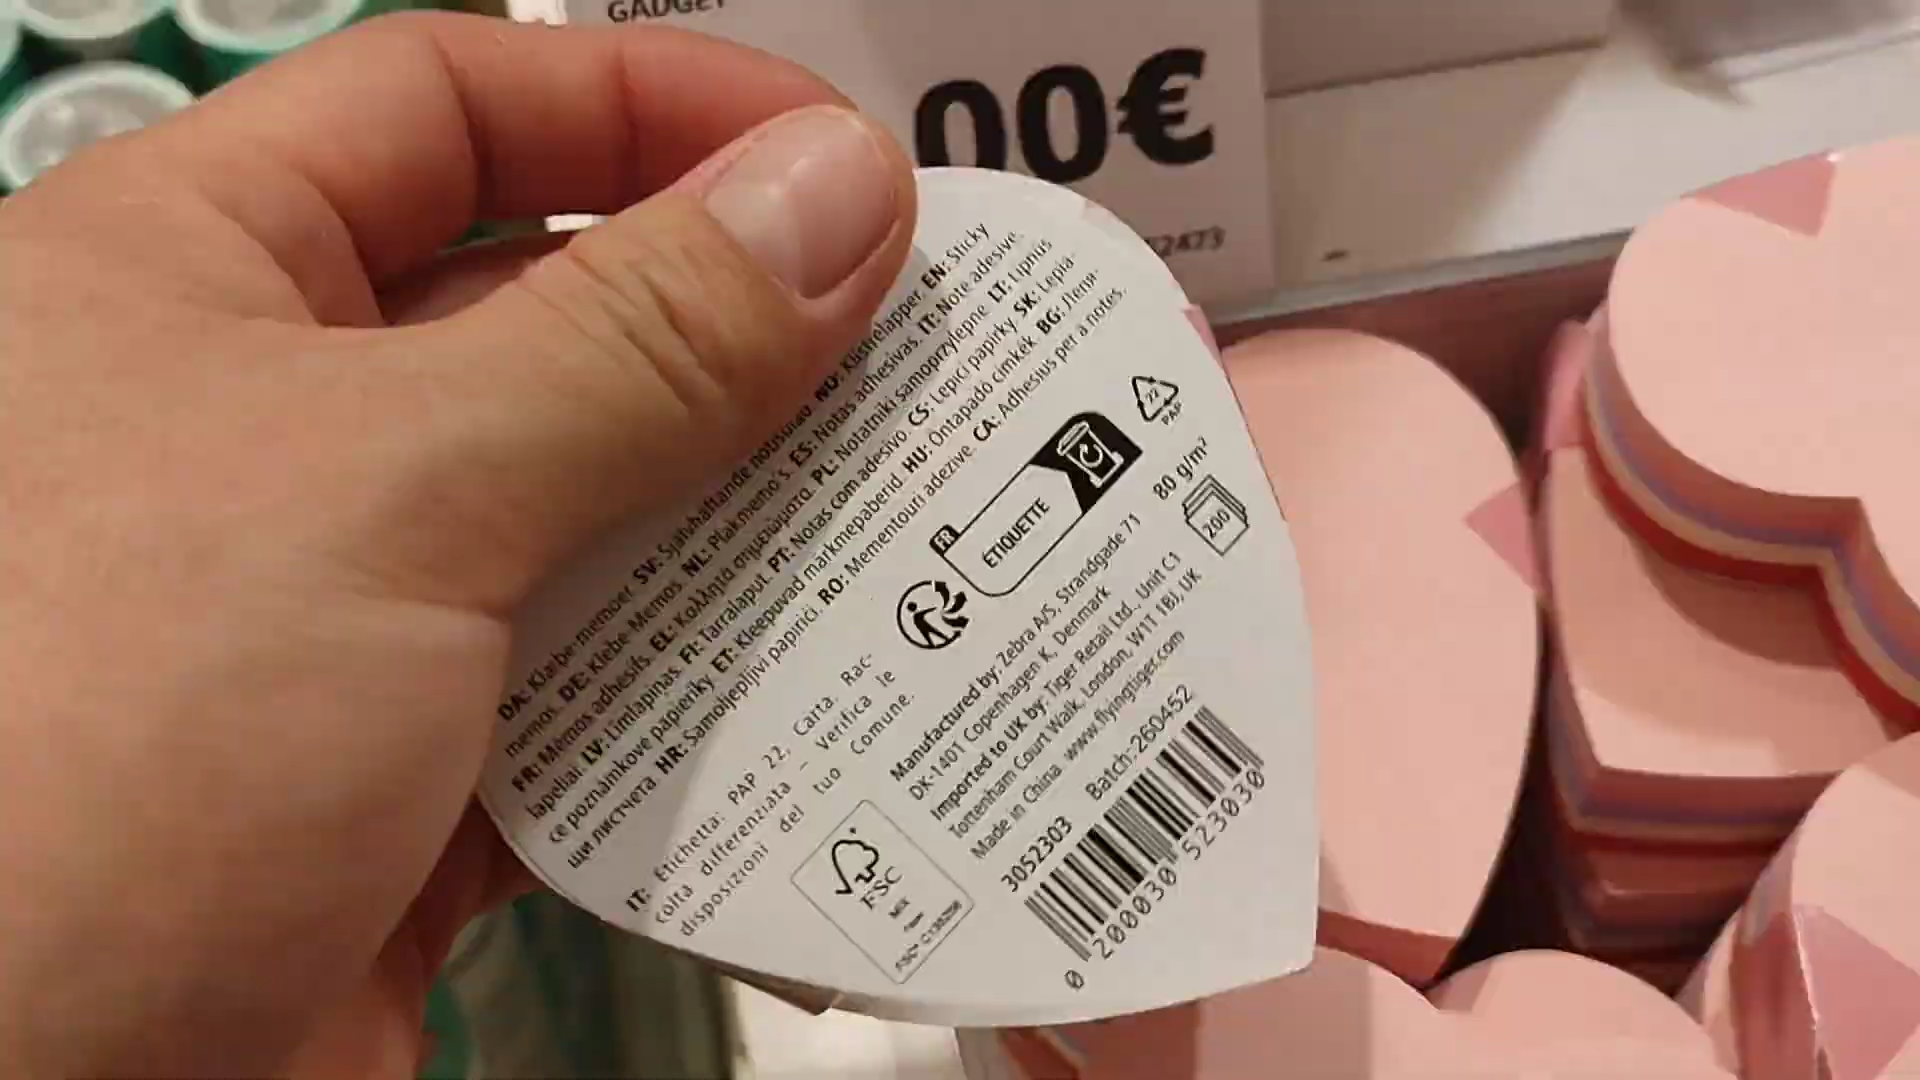 GADGET
00€
2473
DA: Klæbe-memoer. SV: Självhäftande notisblad. NO: Klistrelapper. EN: Sticky
memos. DE: Klebe-Memos. NL: Plakmemo's. ES: Notas adhesivas. IT: Note adesive.
FR: Mémos adhésifs. EL: Κολλητά σημειώματα. PL: Notatniki samoprzylepne. LT: Lipnūs
lapeliai. LV: Līmlapiņas. FI: Tarralaput. PT: Notas com adesivo. CS: Lepicí papírky. SK: Lepia-
ce poznámkové papieriky. ET: Kleepuvad märkmepaberid. HU: Öntapadó címkék. BG: Лепя-
щи листчета. HR: Samoljepljivi papirići. RO: Mementouri adezive. CA: Adhesius per a notes.
IT: Etichetta: PAP 22. Carta. Rac-
colta differenziata – Verifica le
disposizioni del tuo Comune.
FR
ÉTIQUETTE
22
PAP
80 g/m²
200
Manufactured by: Zebra A/S, Strandgade 71
DK-1401 Copenhagen K, Denmark
Imported to UK by: Tiger Retail Ltd., Unit C1
Tottenham Court Walk, London, W1T 1BJ, UK
Made in China www.flyingtiger.com
3052303 Batch: 260452
0 200030 523030
FSC
MIX